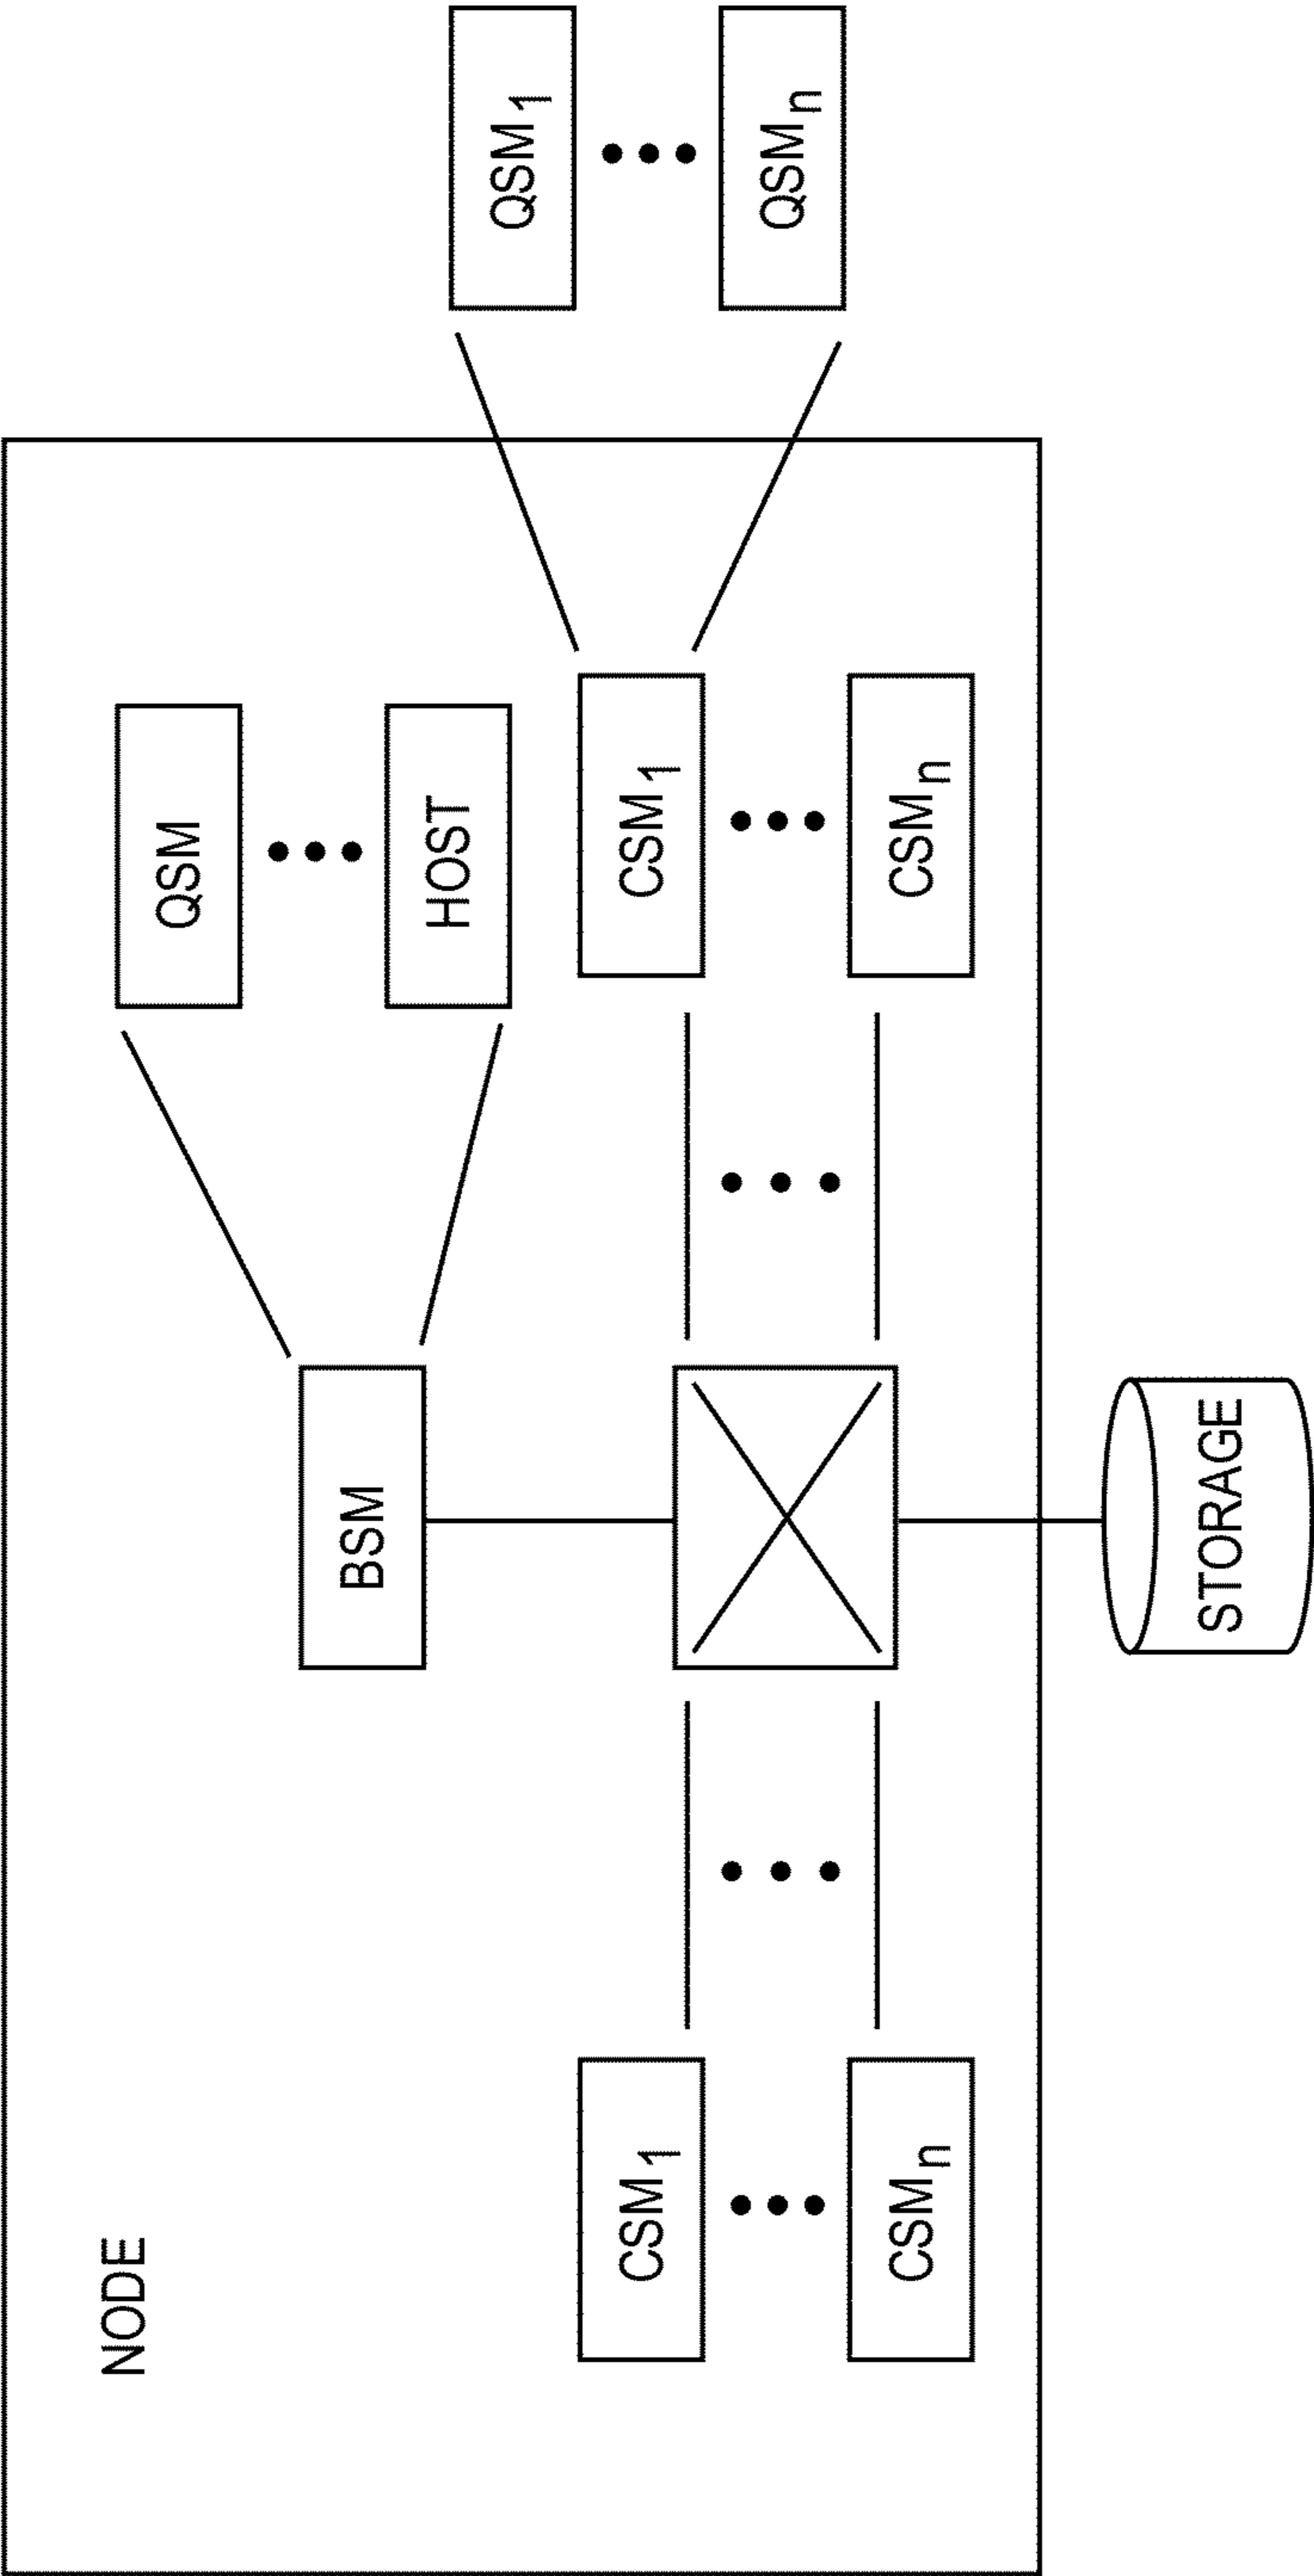 NODE
QSM
BSM
HOST
QSM1
CSM1
CSM1
QSMn
CSMn
CSMn
STORAGE